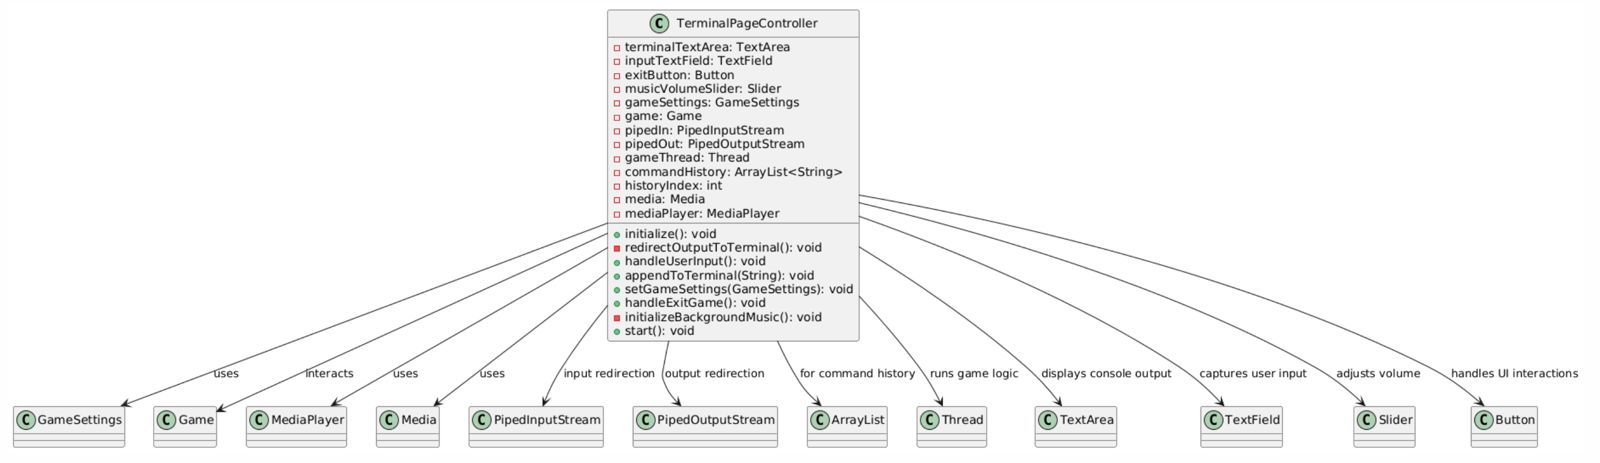 C TerminalPageController
terminalTextArea: TextArea
inputTextField: TextField
exitButton: Button
musicVolumeSlider: Slider
gameSettings: GameSettings
game: Game
pipedIn: PipedInputStream
pipedOut: PipedOutputStream
gameThread: Thread
commandHistory: ArrayList<String>
historyIndex: int
media: Media
mediaPlayer: MediaPlayer
initialize(): void
redirectOutputToTerminal(): void
handleUserInput(): void
appendToTerminal(String): void
setGameSettings(GameSettings): void
handleExitGame(): void
initializeBackgroundMusic(): void
start(): void
uses
interacts
uses
uses
input redirection
output redirection
for command history
runs game logic
displays console output
captures user input
adjusts volume
handles UI interactions
C GameSettings
C Game
C MediaPlayer
C Media
C PipedInputStream
C PipedOutputStream
C ArrayList
C Thread
C TextArea
C TextField
C Slider
C Button